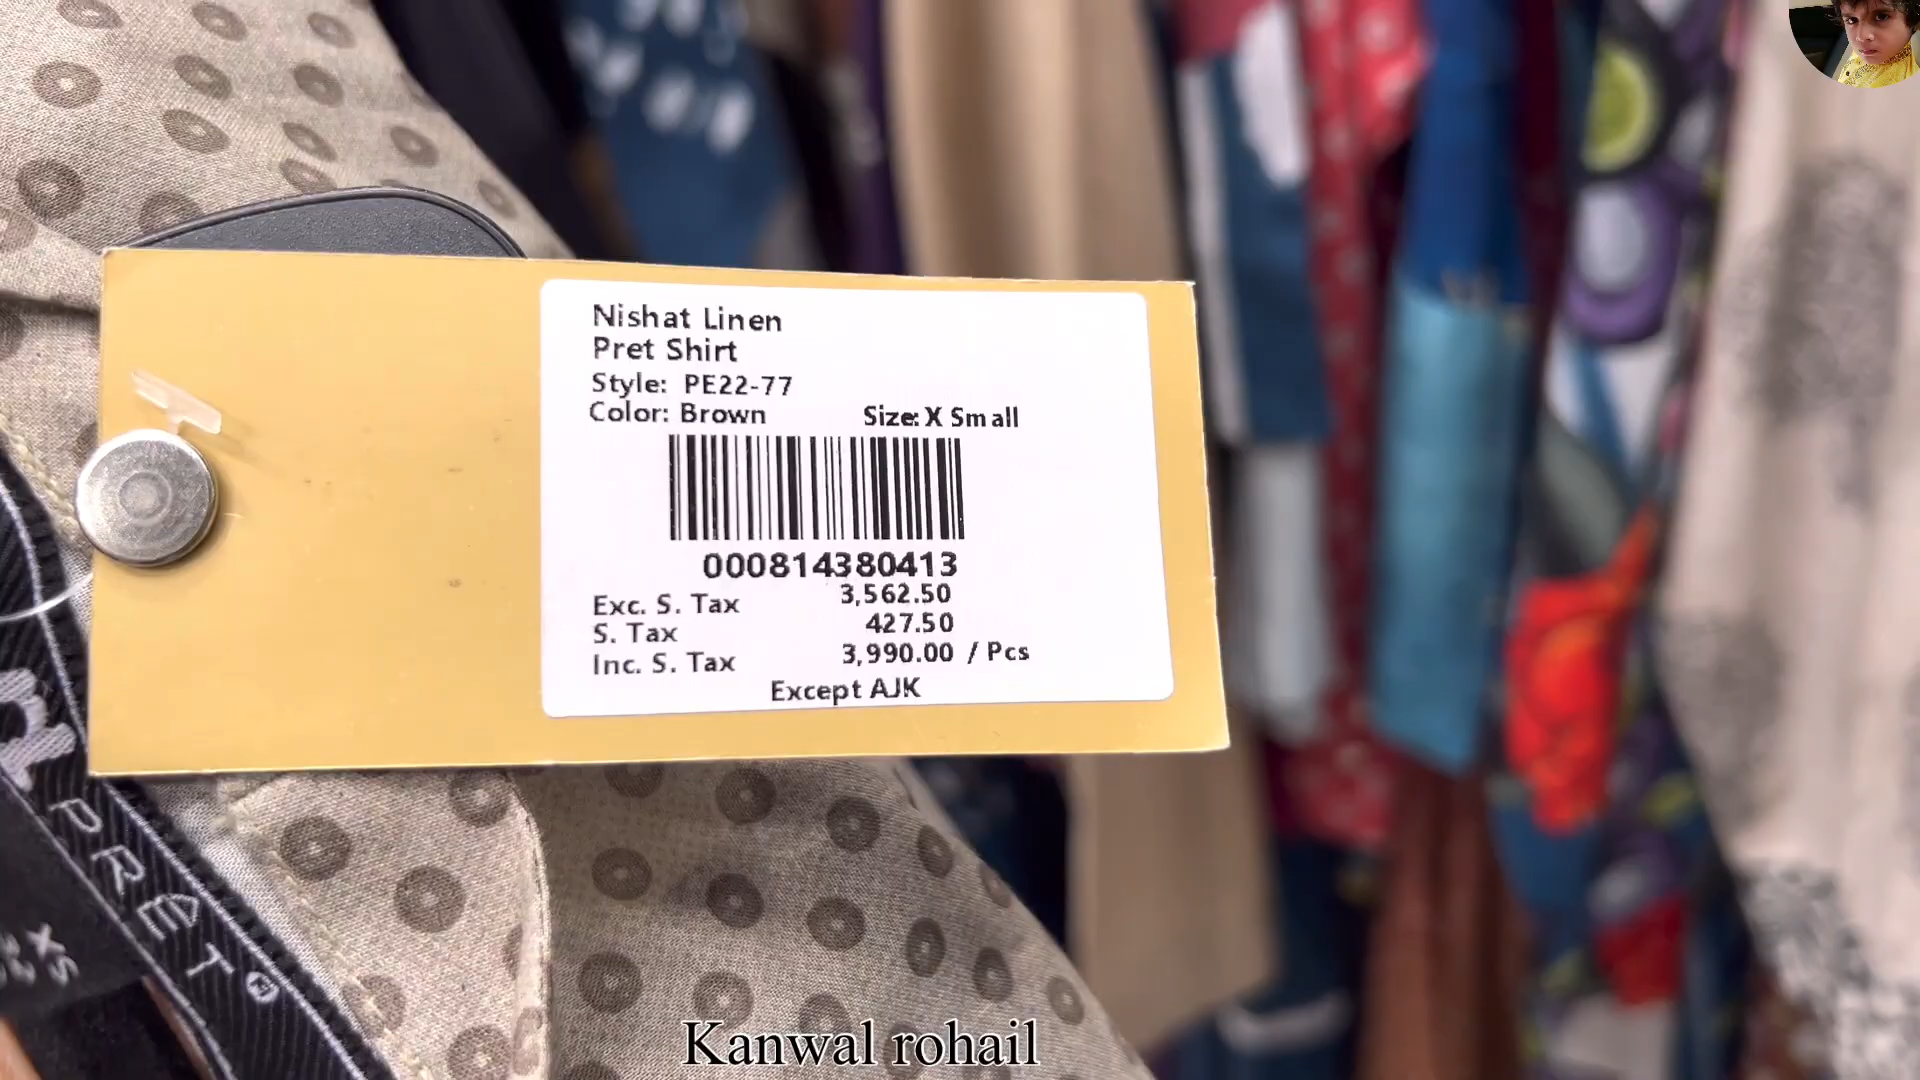 Nishat Linen
Pret Shirt
Style: PE22-77
Color: Brown Size: X Small
000814380413
Exc. S. Tax 3,562.50
S. Tax 427.50
Inc. S. Tax 3,990.00 / Pcs
Except AJK
PRET
XS
Kanwal rohail